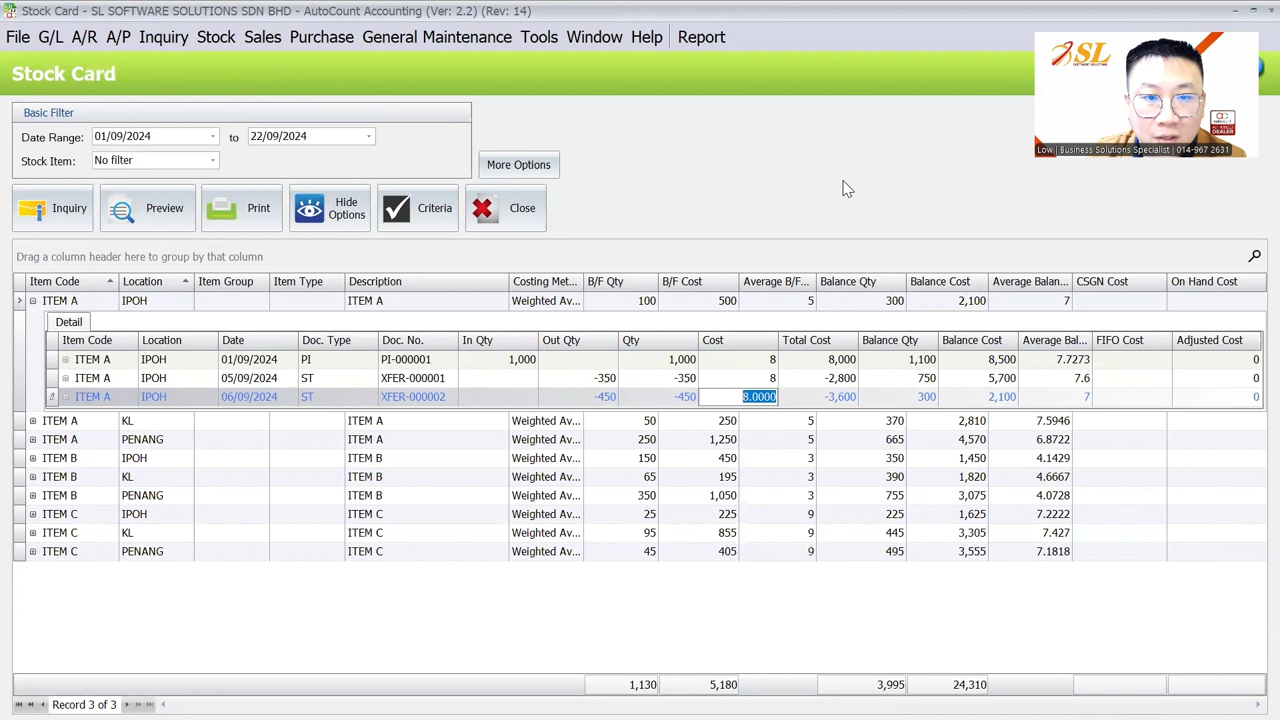 Stock Card - SL SOFTWARE SOLUTIONS SDN BHD - AutoCount Accounting (Ver: 2.2) (Rev: 14)
File G/L A/R A/P Inquiry Stock Sales Purchase General Maintenance Tools Window Help Report
Stock Card
SL
SOFTWARE SOLUTIONS
DEALER
Low | Business Solutions Specialist | 014-967 2631
Basic Filter
Date Range: 01/09/2024 to 22/09/2024
Stock Item: No filter
More Options
Inquiry Preview Print Hide Options Criteria Close
Drag a column header here to group by that column
Item Code Location Item Group Item Type Description Costing Met... B/F Qty B/F Cost Average B/F... Balance Qty Balance Cost Average Balan... CSGN Cost On Hand Cost
ITEM A IPOH ITEM A Weighted Av... 100 500 5 300 2,100 7
Detail
Item Code Location Date Doc. Type Doc. No. In Qty Out Qty Qty Cost Total Cost Balance Qty Balance Cost Average Bal... FIFO Cost Adjusted Cost
ITEM A IPOH 01/09/2024 PI PI-000001 1,000 1,000 8 8,000 1,100 8,500 7.7273 0
ITEM A IPOH 05/09/2024 ST XFER-000001 -350 -350 8 -2,800 750 5,700 7.6 0
ITEM A IPOH 06/09/2024 ST XFER-000002 -450 -450 8.0000 -3,600 300 2,100 7 0
ITEM A KL ITEM A Weighted Av... 50 250 5 370 2,810 7.5946
ITEM A PENANG ITEM A Weighted Av... 250 1,250 5 665 4,570 6.8722
ITEM B IPOH ITEM B Weighted Av... 150 450 3 350 1,450 4.1429
ITEM B KL ITEM B Weighted Av... 65 195 3 390 1,820 4.6667
ITEM B PENANG ITEM B Weighted Av... 350 1,050 3 755 3,075 4.0728
ITEM C IPOH ITEM C Weighted Av... 25 225 9 225 1,625 7.2222
ITEM C KL ITEM C Weighted Av... 95 855 9 445 3,305 7.427
ITEM C PENANG ITEM C Weighted Av... 45 405 9 495 3,555 7.1818
1,130 5,180 3,995 24,310
Record 3 of 3